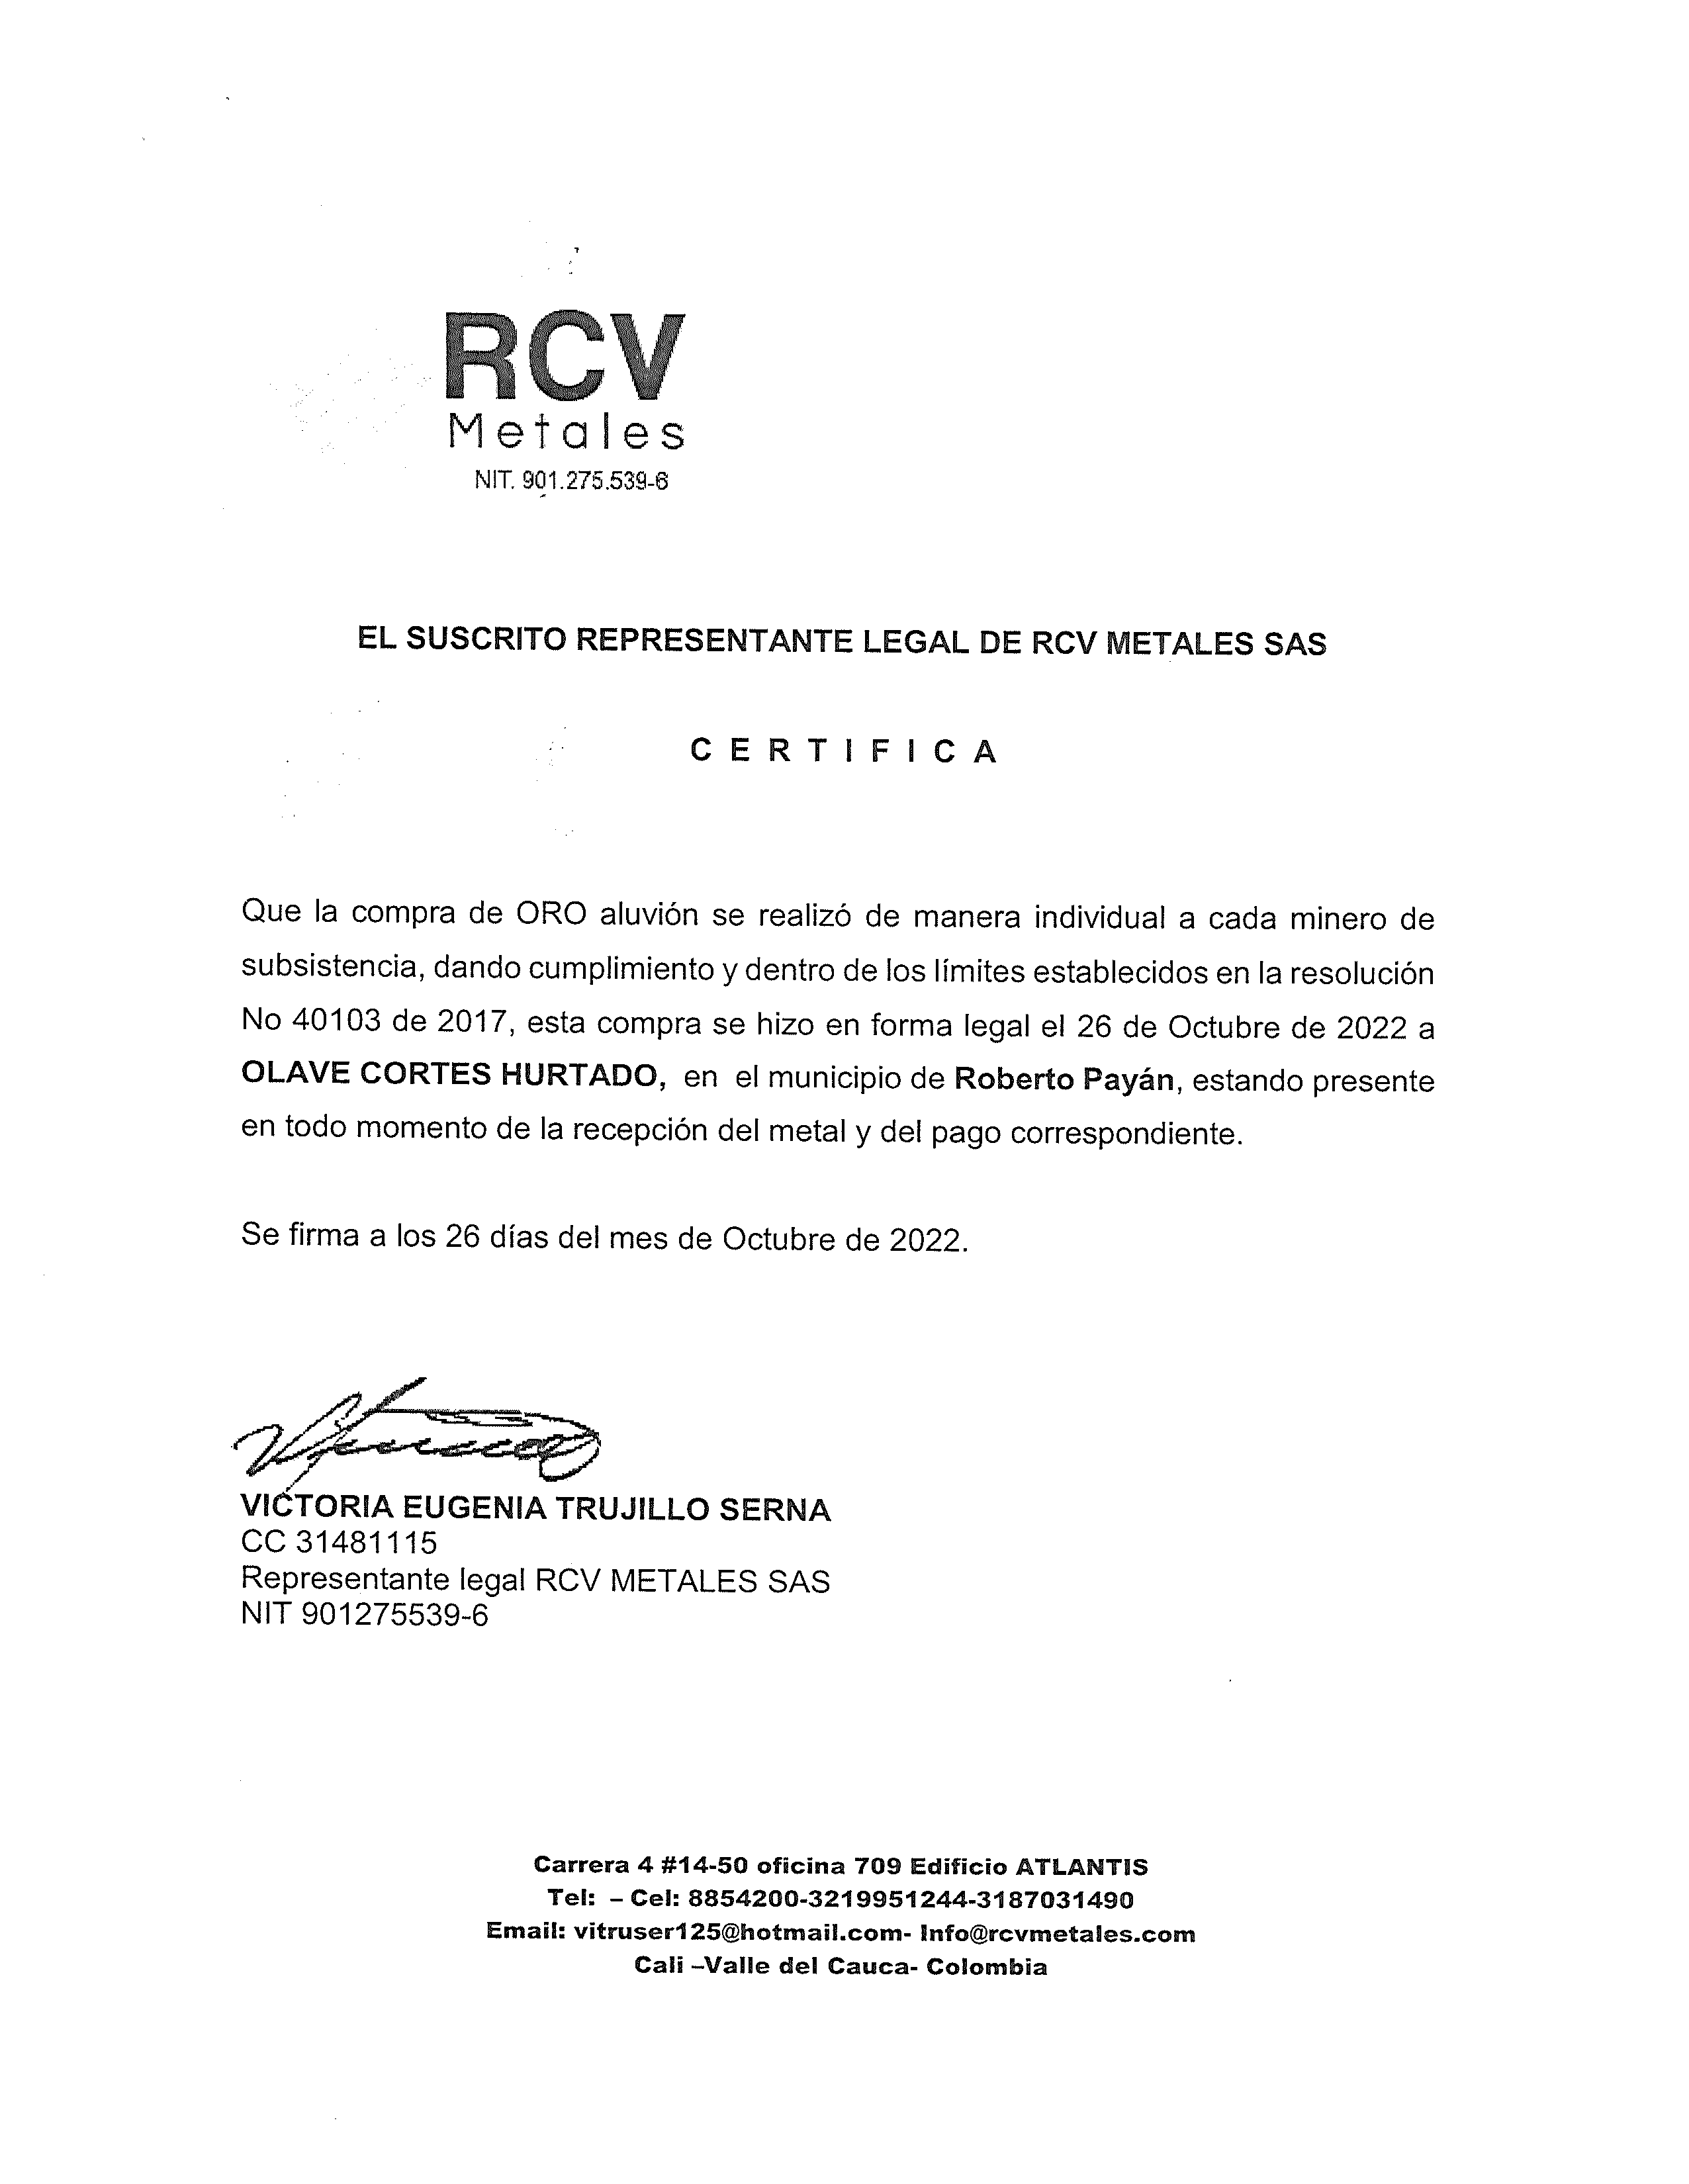 RCV
Metales
NIT. 901.275.539-6
EL SUSCRITO REPRESENTANTE LEGAL DE RCV METALES SAS
C E R T I F I C A
Que la compra de ORO aluvión se realizó de manera individual a cada minero de
subsistencia, dando cumplimiento y dentro de los límites establecidos en la resolución
No 40103 de 2017, esta compra se hizo en forma legal el 26 de Octubre de 2022 a
OLAVE CORTES HURTADO, en el municipio de Roberto Payán, estando presente
en todo momento de la recepción del metal y del pago correspondiente.
Se firma a los 26 días del mes de Octubre de 2022.
VICTORIA EUGENIA TRUJILLO SERNA
CC 31481115
Representante legal RCV METALES SAS
NIT 901275539-6
Carrera 4 #14-50 oficina 709 Edificio ATLANTIS
Tel: – Cel: 8854200-3219951244-3187031490
Email: vitruser125@hotmail.com- Info@rcvmetales.com
Cali –Valle del Cauca- Colombia